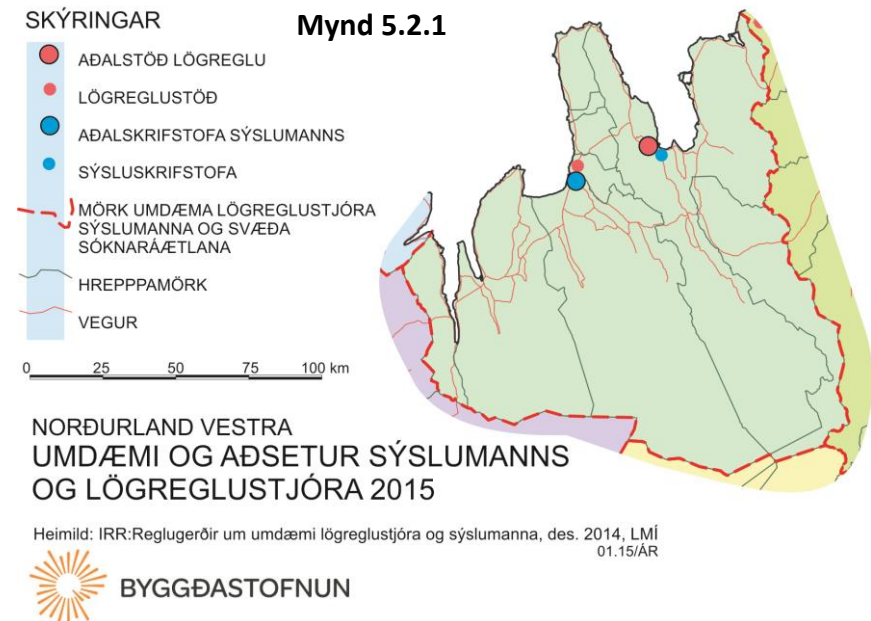 SKÝRINGAR
Mynd 5.2.1
AÐALSTÖÐ LÖGREGLU
LÖGREGLUSTÖÐ
AÐALSKRIFSTOFA SÝSLUMANNS
SÝSLUSKRIFSTOFA
MÖRK UMDÆMA LÖGREGLUSTJÓRA
SÝSLUMANNA OG SVÆÐA
SÓKNARÁÆTLANA
HREPPPAMÖRK
VEGUR
0 25 50 75 100 km
NORÐURLAND VESTRA
UMDÆMI OG AÐSETUR SÝSLUMANNS
OG LÖGREGLUSTJÓRA 2015
Heimild: IRR:Reglugerðir um umdæmi lögreglustjóra og sýslumanna, des. 2014, LMÍ
01.15/ÁR
BYGGÐASTOFNUN